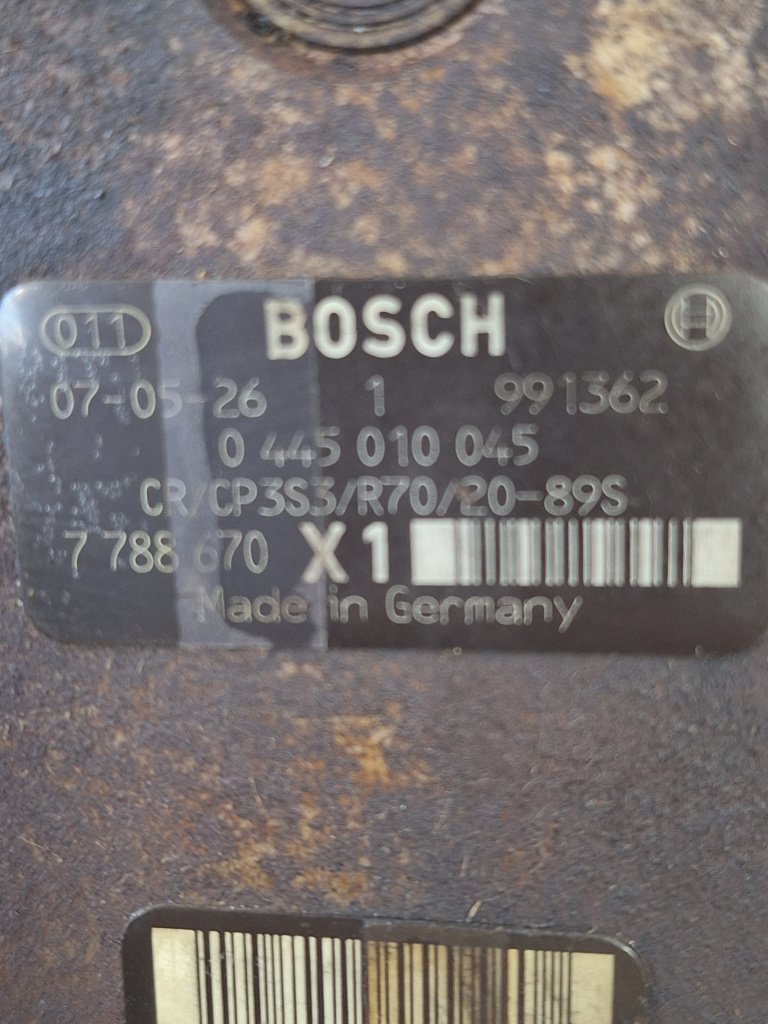 011 BOSCH
07-05-26 1 991362
0 445 010 045
CR/CP3S3/R70/20-89S
7 788 670 X1
Made in Germany